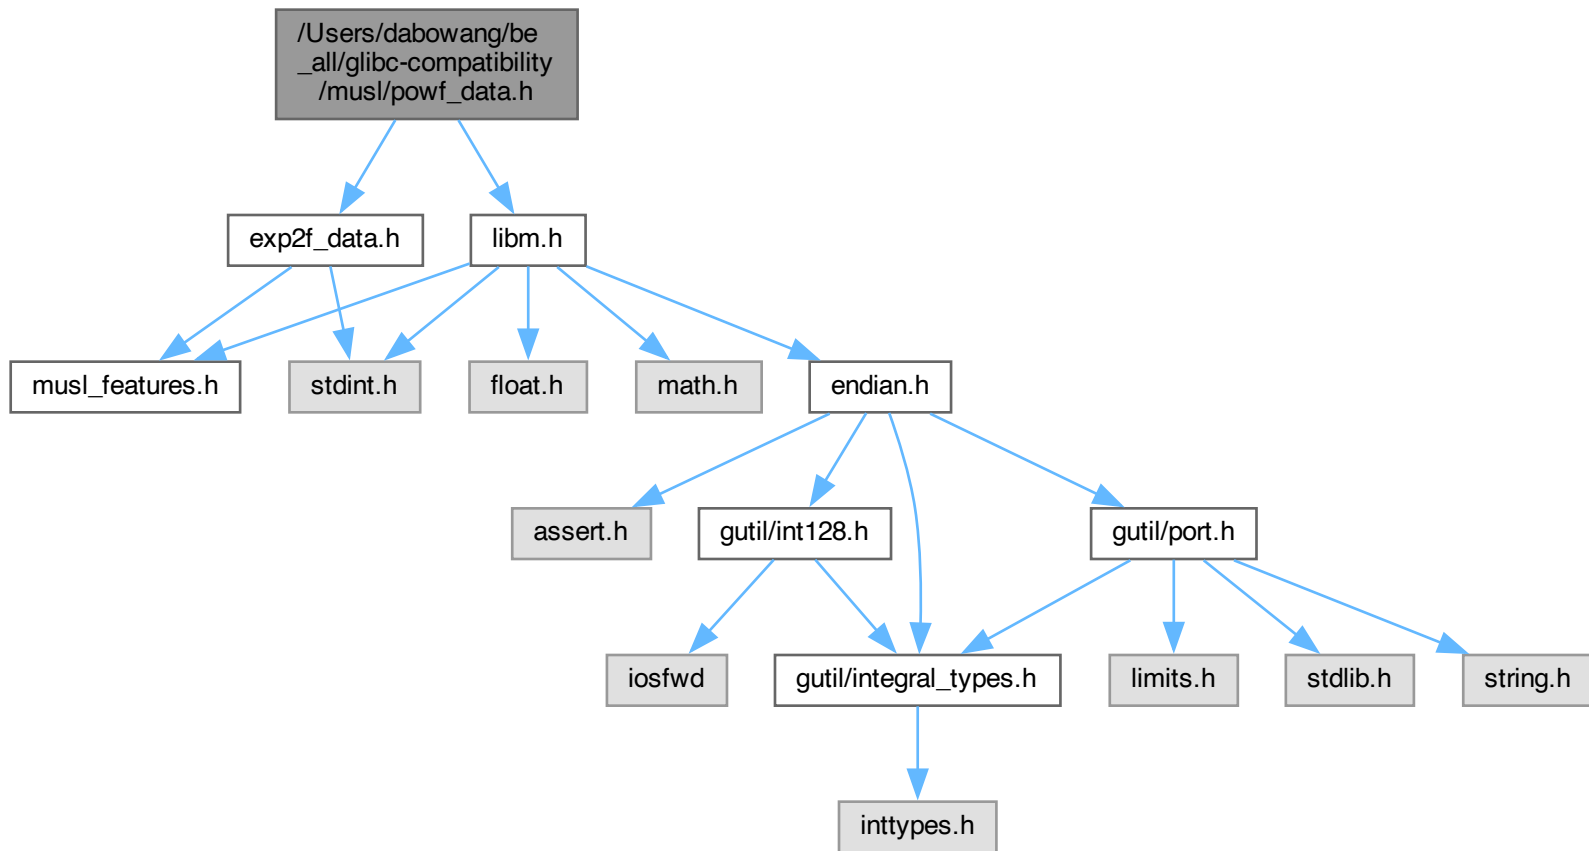 /Users/dabowang/be
_all/glibc-compatibility
/musl/powf_data.h
exp2f_data.h
libm.h
musl_features.h
stdint.h
float.h
math.h
endian.h
assert.h
gutil/int128.h
gutil/port.h
iosfwd
gutil/integral_types.h
limits.h
stdlib.h
string.h
inttypes.h